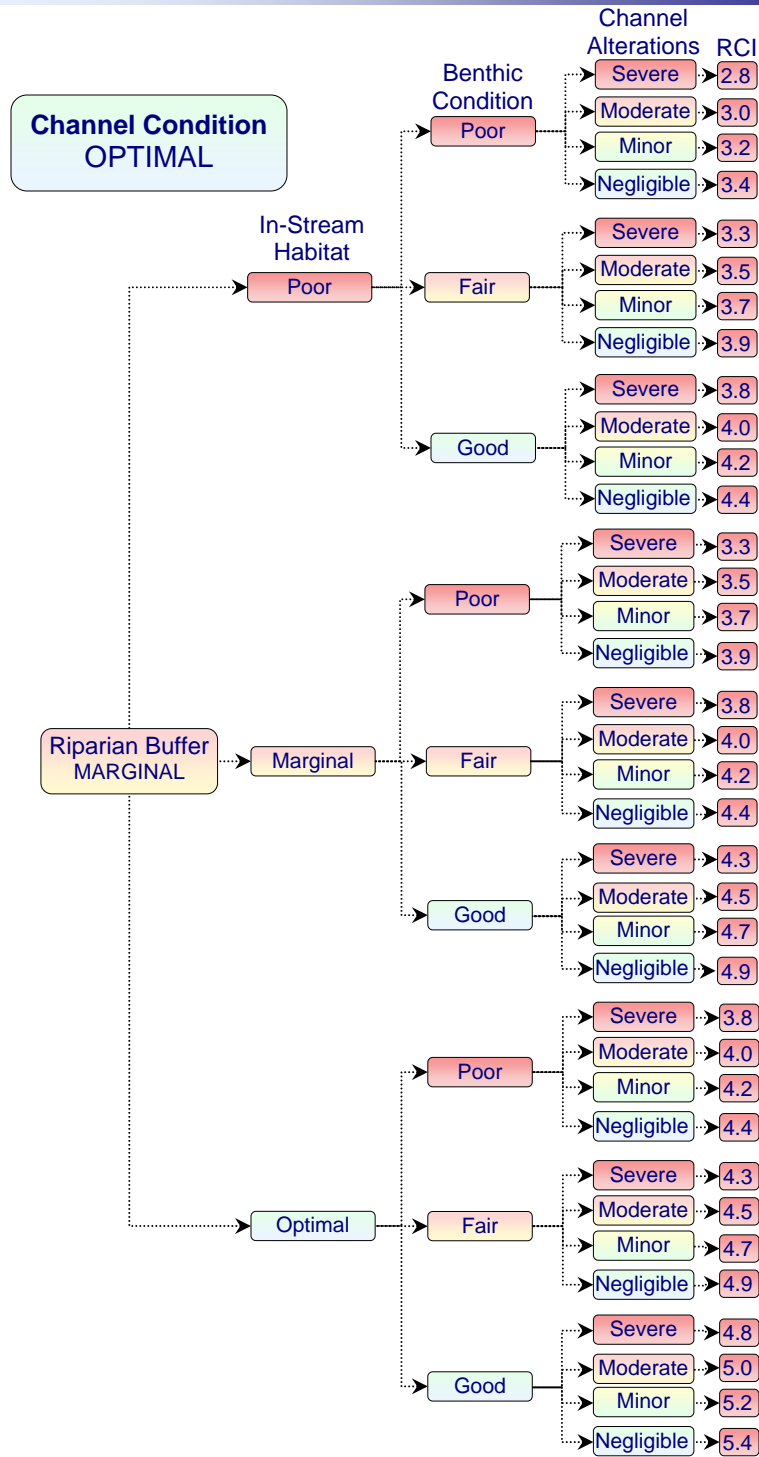 Channel
Alterations RCI
Benthic
Condition
Channel Condition
OPTIMAL
In-Stream
Habitat
Riparian Buffer
MARGINAL
Poor
Poor
Severe 2.8
Moderate 3.0
Minor 3.2
Negligible 3.4
Fair
Severe 3.3
Moderate 3.5
Minor 3.7
Negligible 3.9
Good
Severe 3.8
Moderate 4.0
Minor 4.2
Negligible 4.4
Marginal
Poor
Severe 3.3
Moderate 3.5
Minor 3.7
Negligible 3.9
Fair
Severe 3.8
Moderate 4.0
Minor 4.2
Negligible 4.4
Good
Severe 4.3
Moderate 4.5
Minor 4.7
Negligible 4.9
Optimal
Poor
Severe 3.8
Moderate 4.0
Minor 4.2
Negligible 4.4
Fair
Severe 4.3
Moderate 4.5
Minor 4.7
Negligible 4.9
Good
Severe 4.8
Moderate 5.0
Minor 5.2
Negligible 5.4